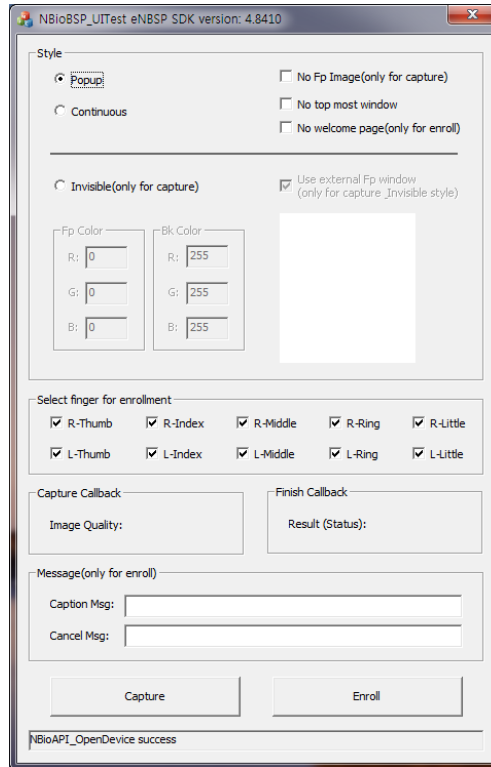 NBioBSP_UITest eNBSP SDK version: 4.8410
Style
Popup
No Fp Image(only for capture)
Continuous
No top most window
No welcome page(only for enroll)
Invisible(only for capture)
Use external Fp window
(only for capture ,Invisible style)
Fp Color
Bk Color
R: 0
R: 255
G: 0
G: 255
B: 0
B: 255
Select finger for enrollment
R-Thumb R-Index R-Middle R-Ring R-Little
L-Thumb L-Index L-Middle L-Ring L-Little
Capture Callback
Image Quality:
Finish Callback
Result (Status):
Message(only for enroll)
Caption Msg:
Cancel Msg:
Capture
Enroll
NBioAPI_OpenDevice success